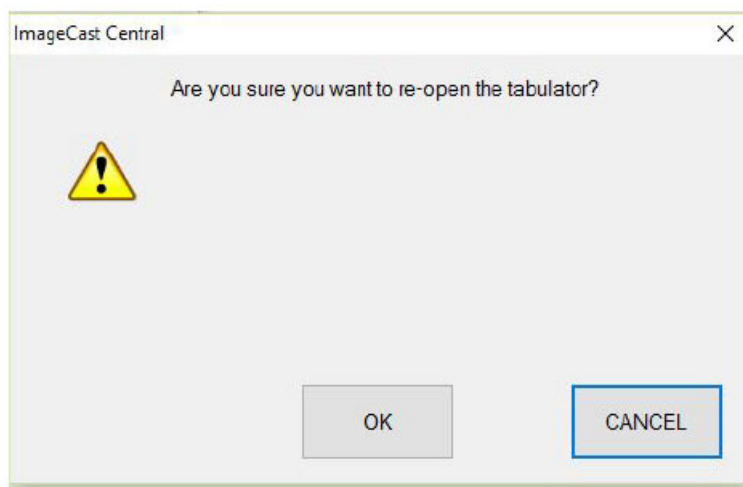 ImageCast Central
Are you sure you want to re-open the tabulator?
OK
CANCEL